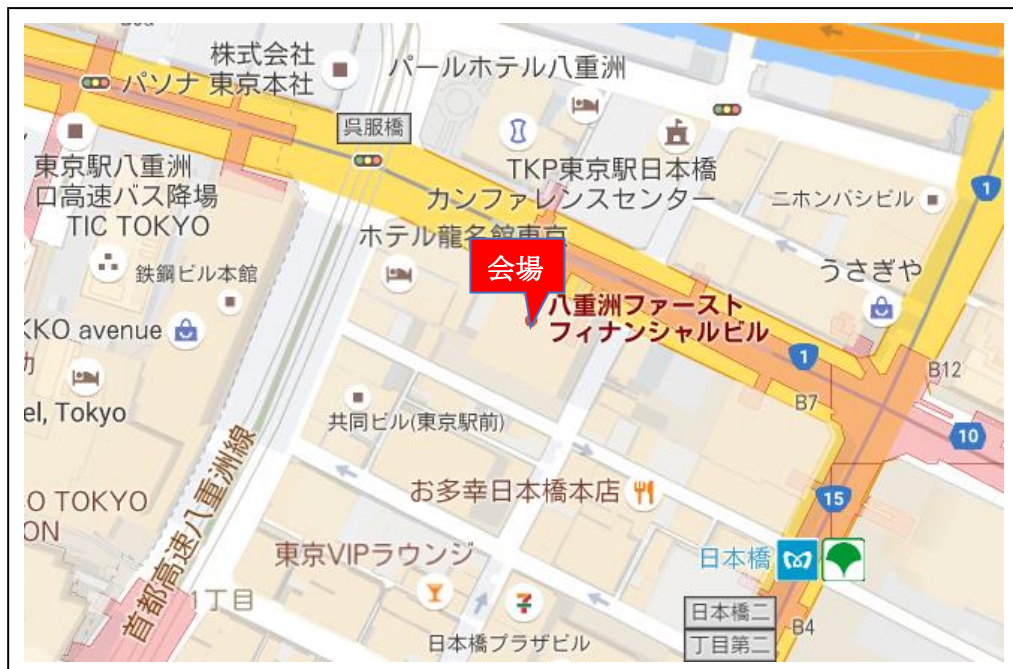 株式会社
パソナ 東京本社
パールホテル八重洲
呉服橋
東京駅八重洲
口高速バス降場
TIC TOKYO
TKP東京駅日本橋
カンファレンスセンター
ニホンバシビル
1
ホテル龍名館東京
会場
鉄鋼ビル本館
うさぎや
八重洲ファースト
フィナンシャルビル
KKO avenue
1
B12
el, Tokyo
B7
共同ビル(東京駅前)
10
首都高速八重洲線
お多幸日本橋本店
15
O TOKYO
ON
東京VIPラウンジ
日本橋
1丁目
日本橋二
丁目第二
B4
日本橋プラザビル
7